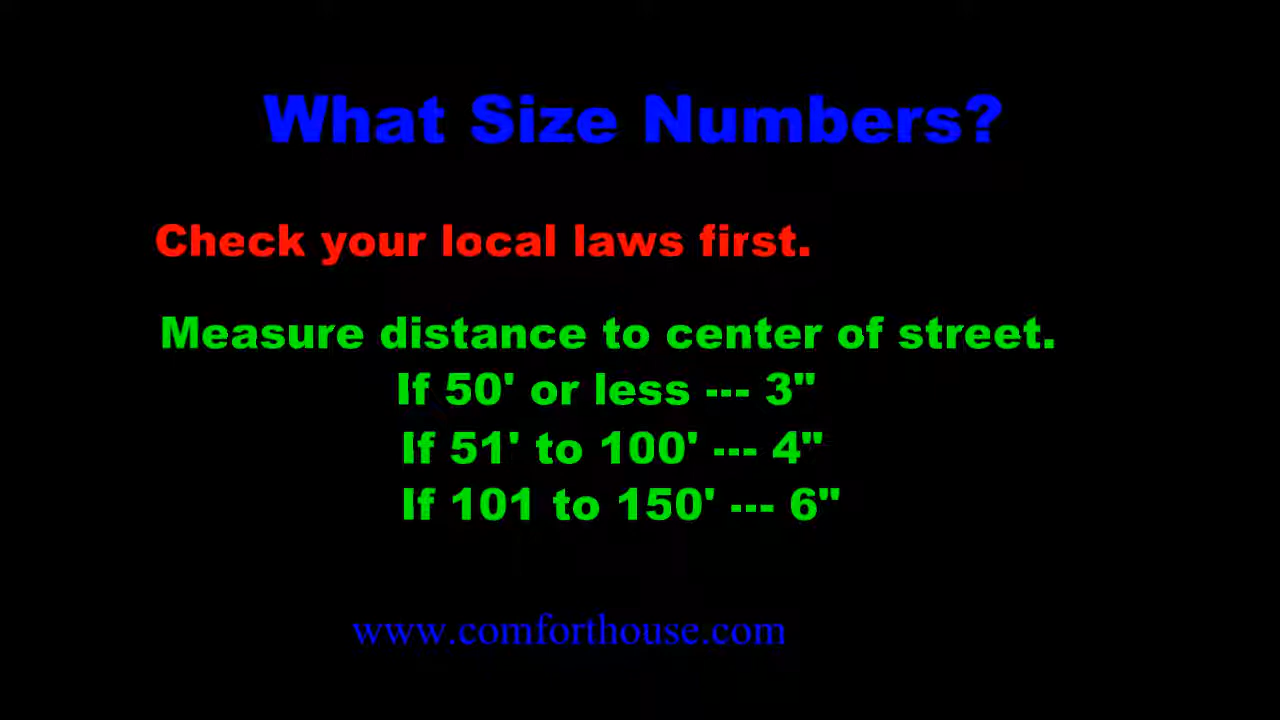 What Size Numbers?
Check your local laws first.
Measure distance to center of street.
If 50' or less --- 3"
If 51' to 100' --- 4"
If 101 to 150' --- 6"
www.comforthouse.com